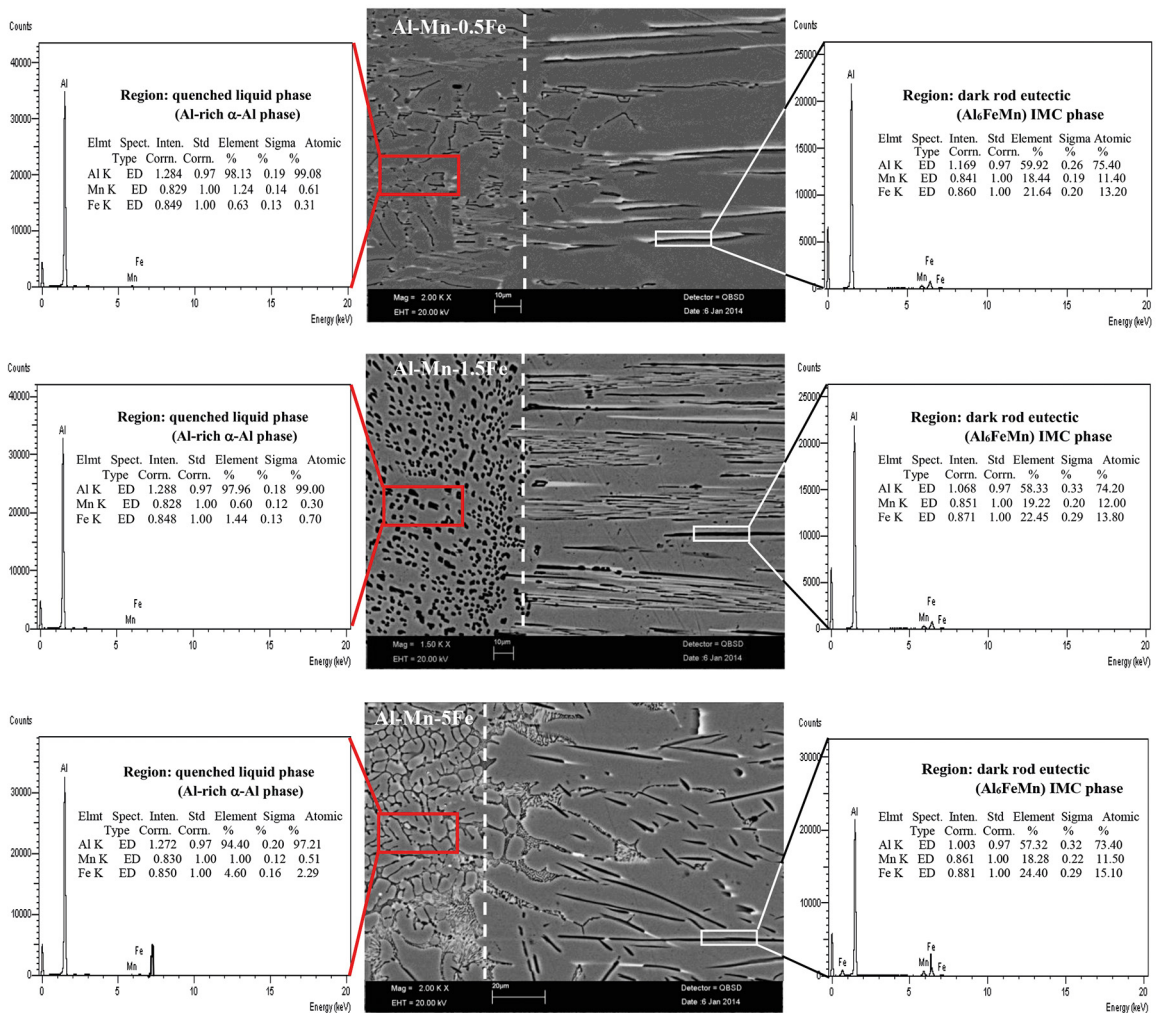 Counts
40000
30000
20000
10000
0
Al
Region: quenched liquid phase
(Al-rich α-Al phase)
Elmt Spect. Inten. Std Element Sigma Atomic
Type Corrn. Corrn. % % %
Al K ED 1.284 0.97 98.13 0.19 99.08
Mn K ED 0.829 1.00 1.24 0.14 0.61
Fe K ED 0.849 1.00 0.63 0.13 0.31
Fe
Mn
0 5 10 15 20
Energy (keV)
Al-Mn-0.5Fe
Mag = 2.00 K X
EHT = 20.00 kV
10µm
Detector = QBSD
Date :6 Jan 2014
Counts
25000
20000
15000
10000
5000
0
Al
Region: dark rod eutectic
(Al₆FeMn) IMC phase
Elmt Spect. Inten. Std Element Sigma Atomic
Type Corrn. Corrn. % % %
Al K ED 1.169 0.97 59.92 0.26 75.40
Mn K ED 0.841 1.00 18.44 0.19 11.40
Fe K ED 0.860 1.00 21.64 0.20 13.20
Fe
Mn Fe
0 5 10 15 20
Energy (keV)
Counts
40000
30000
20000
10000
0
Al
Region: quenched liquid phase
(Al-rich α-Al phase)
Elmt Spect. Inten. Std Element Sigma Atomic
Type Corrn. Corrn. % % %
Al K ED 1.288 0.97 97.96 0.18 99.00
Mn K ED 0.828 1.00 0.60 0.12 0.30
Fe K ED 0.848 1.00 1.44 0.13 0.70
Fe
Mn
0 5 10 15 20
Energy (keV)
Al-Mn-1.5Fe
Mag = 1.50 K X
EHT = 20.00 kV
10µm
Detector = QBSD
Date :6 Jan 2014
Counts
25000
20000
15000
10000
5000
0
Al
Region: dark rod eutectic
(Al₆FeMn) IMC phase
Elmt Spect. Inten. Std Element Sigma Atomic
Type Corrn. Corrn. % % %
Al K ED 1.068 0.97 58.33 0.33 74.20
Mn K ED 0.851 1.00 19.22 0.20 12.00
Fe K ED 0.871 1.00 22.45 0.29 13.80
Fe
Mn Fe
0 5 10 15 20
Energy (keV)
Counts
30000
20000
10000
0
Al
Region: quenched liquid phase
(Al-rich α-Al phase)
Elmt Spect. Inten. Std Element Sigma Atomic
Type Corrn. Corrn. % % %
Al K ED 1.272 0.97 94.40 0.20 97.21
Mn K ED 0.830 1.00 1.00 0.12 0.51
Fe K ED 0.850 1.00 4.60 0.16 2.29
Fe
Mn
0 5 10 15 20
Energy (keV)
Al-Mn-5Fe
Mag = 2.00 K X
EHT = 20.00 kV
20µm
Detector = QBSD
Date :6 Jan 2014
Counts
30000
20000
10000
0
Al
Region: dark rod eutectic
(Al₆FeMn) IMC phase
Elmt Spect. Inten. Std Element Sigma Atomic
Type Corrn. Corrn. % % %
Al K ED 1.003 0.97 57.32 0.32 73.40
Mn K ED 0.861 1.00 18.28 0.22 11.50
Fe K ED 0.881 1.00 24.40 0.29 15.10
Fe
Fe Mn Fe
0 5 10 15 20
Energy (keV)